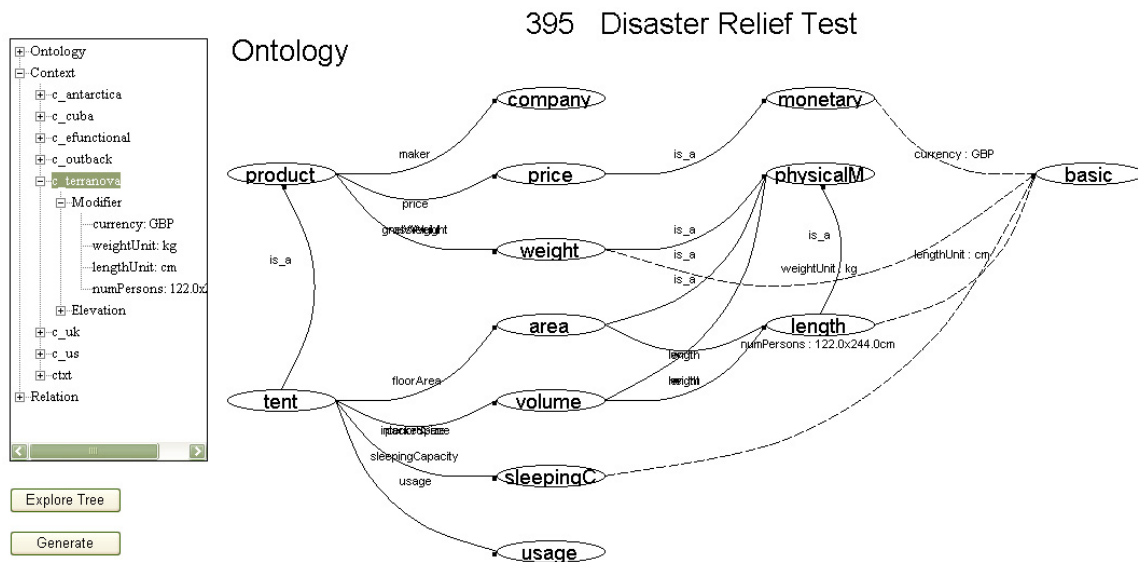 395 Disaster Relief Test
Ontology
Ontology
Context
c_antarctica
c_cuba
c_efunctional
c_outback
c_terranova
Modifier
currency: GBP
weightUnit: kg
lengthUnit: cm
numPersons: 122.0x
Elevation
c_uk
c_us
ctxt
Relation
Explore Tree
Generate
company
monetary
maker
is_a
currency : GBP
product
price
physicalM
basic
price
is_a
weight
is_a
is_a
is_a
weightUnit : kg
lengthUnit : cm
is_a
area
length
numPersons : 122.0x244.0cm
floorArea
length
tent
volume
sleepingCapacity
sleepingC
usage
usage